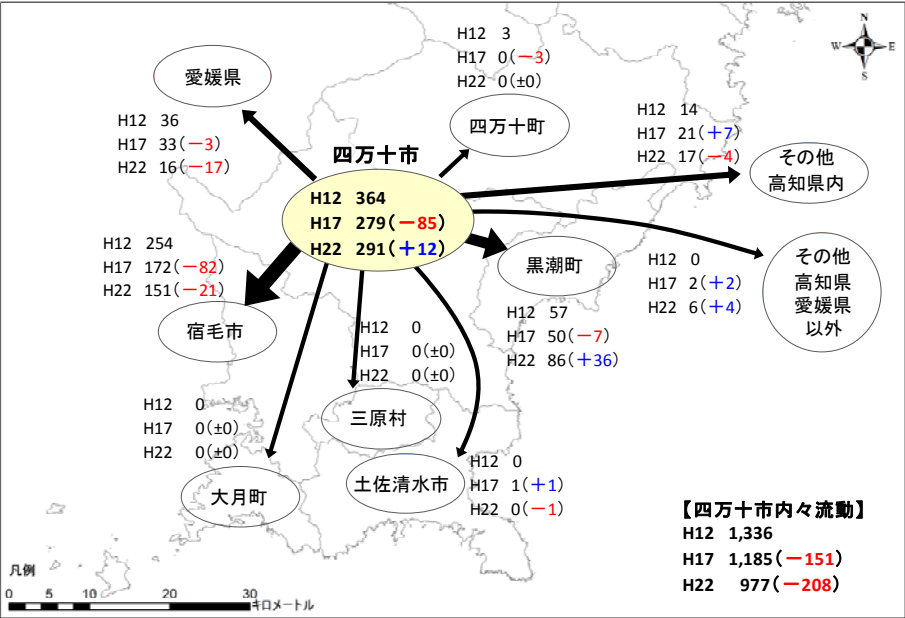 N
W
E
S
愛媛県
H12 36
H17 33(－3)
H22 16(－17)
H12 3
H17 0(－3)
H22 0(±0)
四万十町
H12 14
H17 21(＋7)
H22 17(－4)
その他
高知県内
四万十市
H12 364
H17 279(－85)
H22 291(＋12)
H12 254
H17 172(－82)
H22 151(－21)
宿毛市
黒潮町
H12 57
H17 50(－7)
H22 86(＋36)
H12 0
H17 2(＋2)
H22 6(＋4)
その他
高知県
愛媛県
以外
H12 0
H17 0(±0)
H22 0(±0)
三原村
H12 0
H17 0(±0)
H22 0(±0)
大月町
土佐清水市
H12 0
H17 1(＋1)
H22 0(－1)
【四万十市内々流動】
H12 1,336
H17 1,185(－151)
H22 977(－208)
凡例
0 5 10 20 30
キロメートル